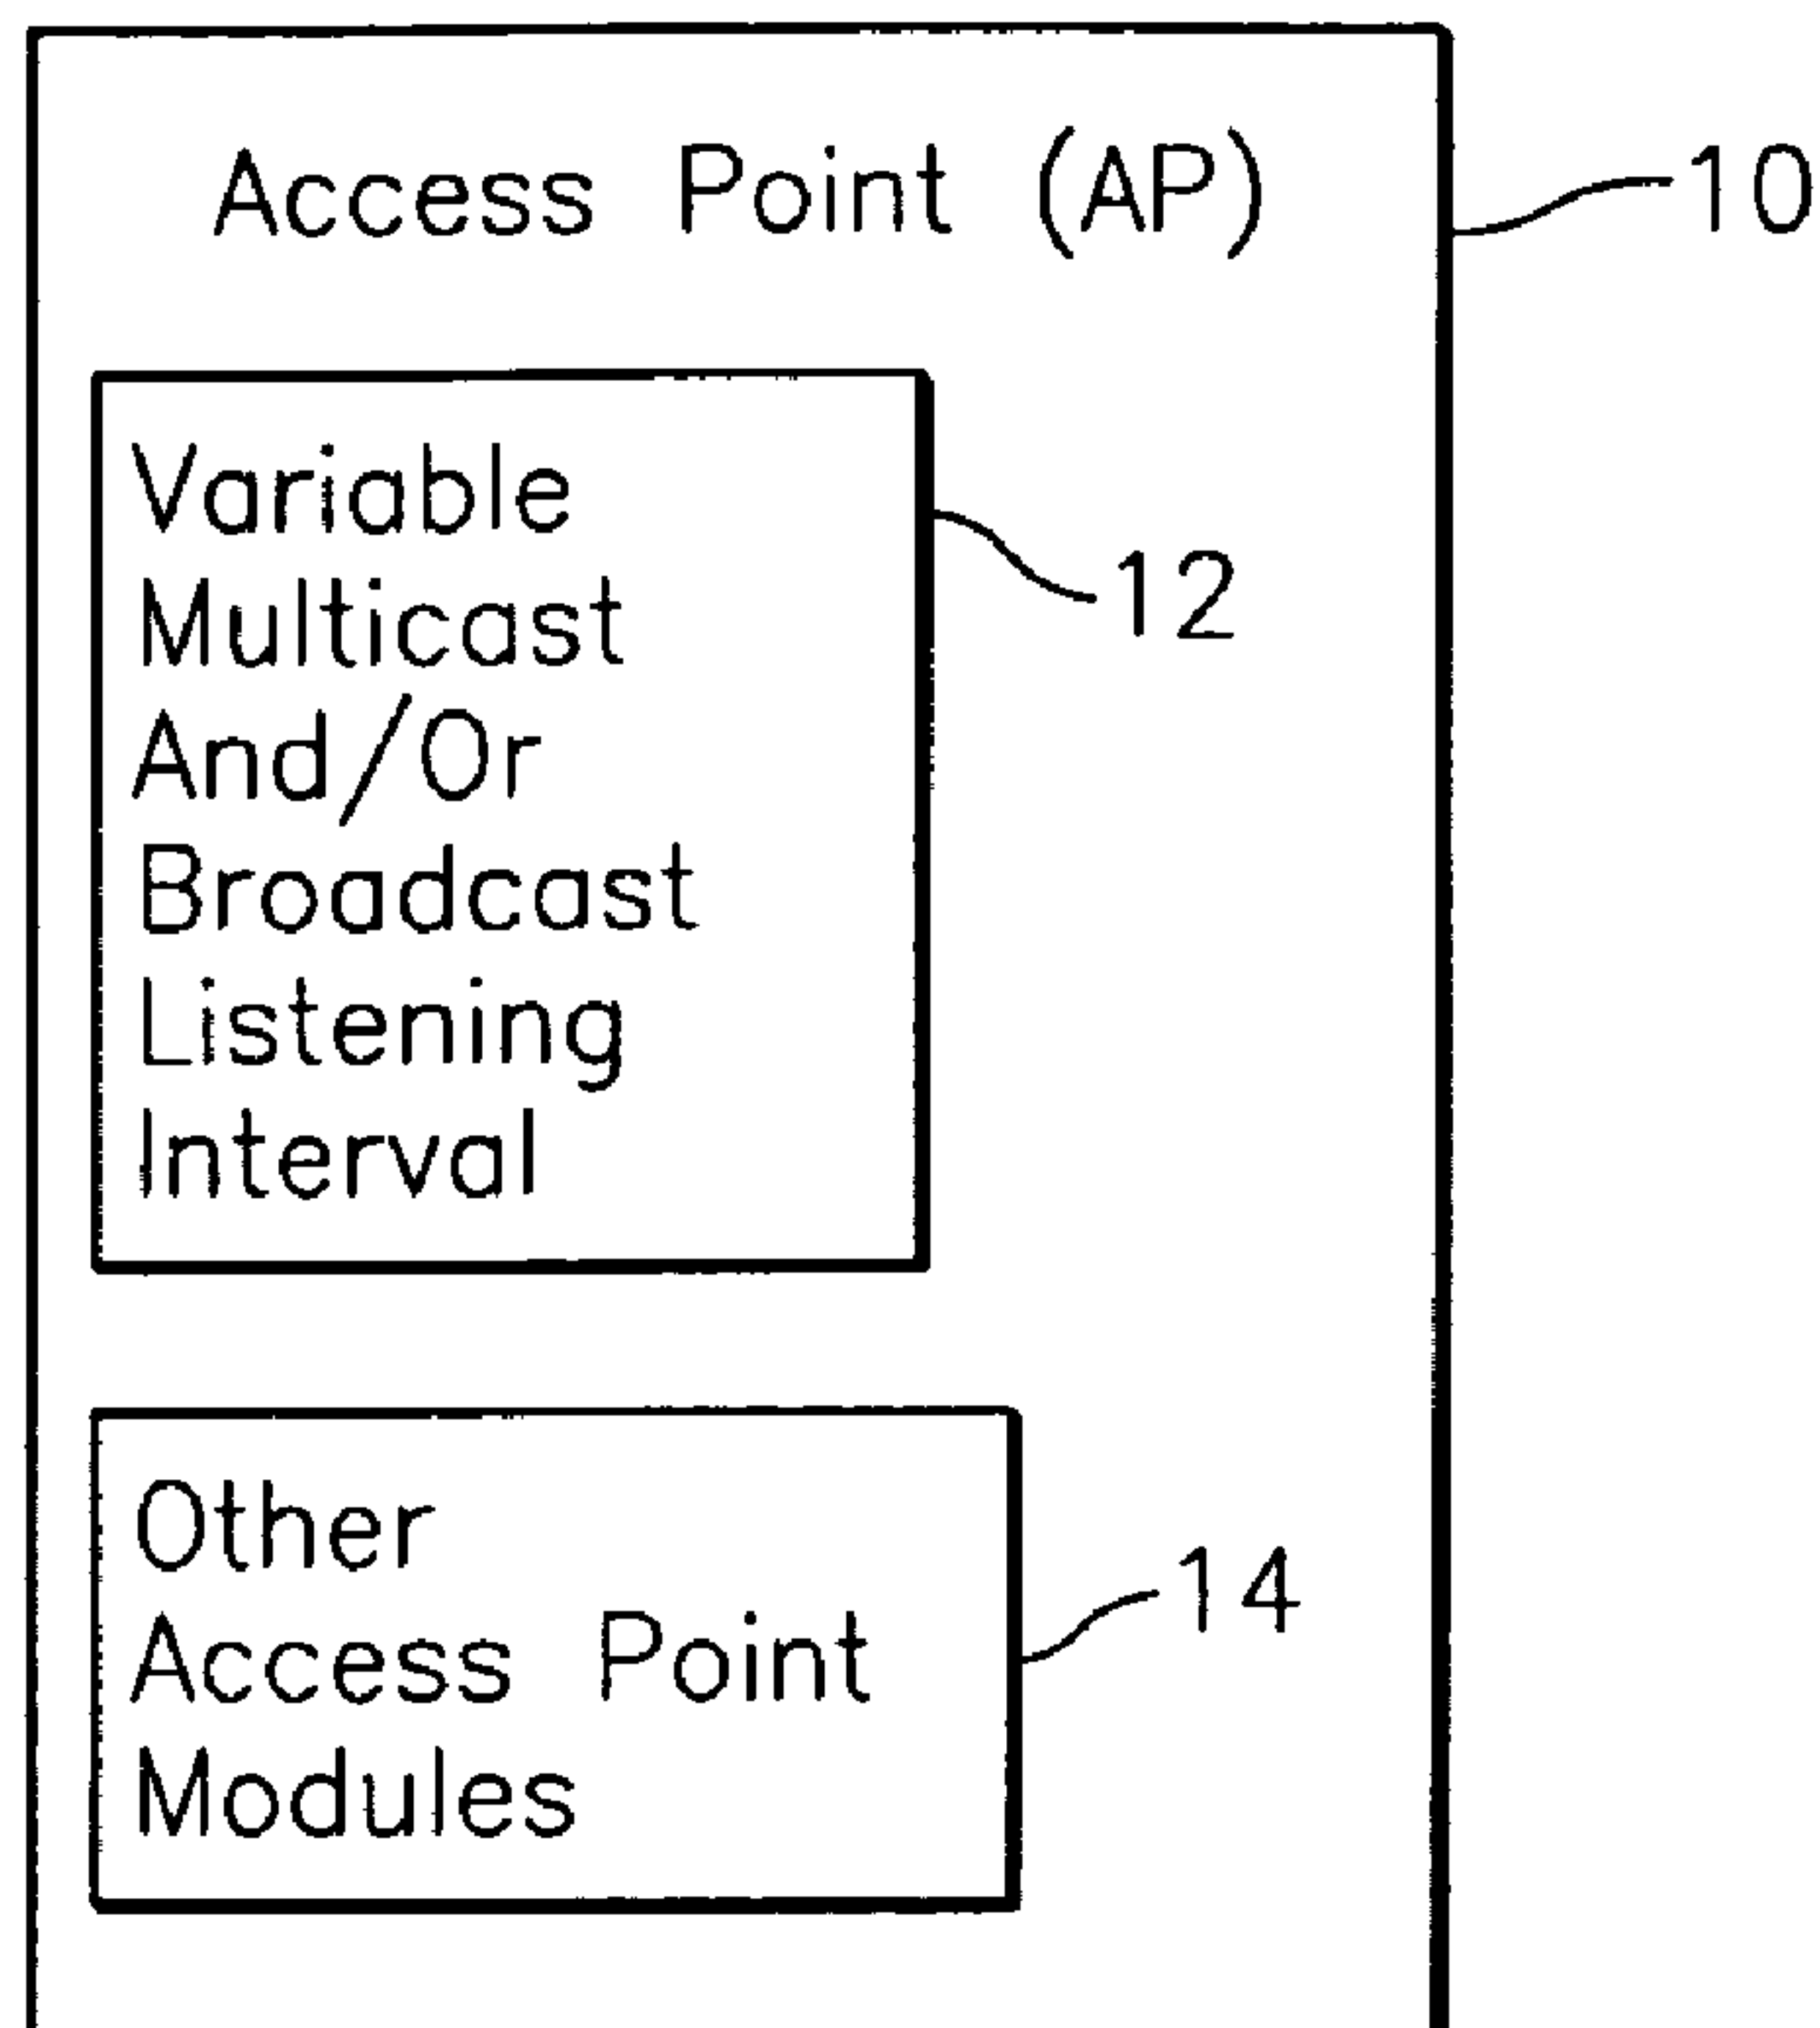 Access Point (AP)
10
Variable
Multicast
And/Or
Broadcast
Listening
Interval
12
Other
Access Point
Modules
14